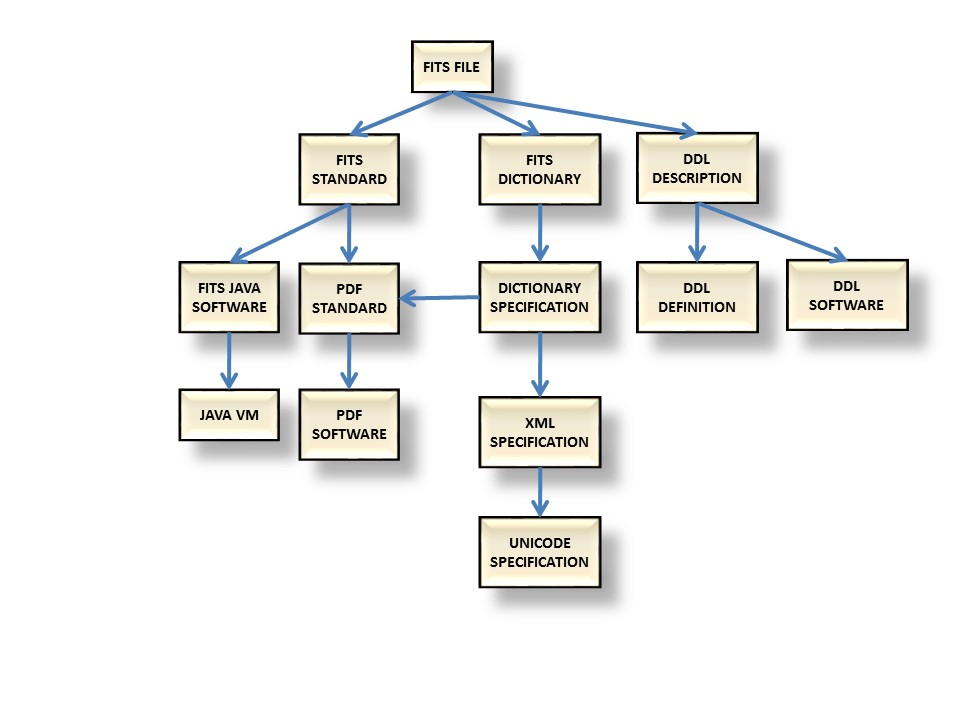 FITS FILE
FITS
STANDARD
FITS
DICTIONARY
DDL
DESCRIPTION
FITS JAVA
SOFTWARE
PDF
STANDARD
DICTIONARY
SPECIFICATION
DDL
DEFINITION
DDL
SOFTWARE
JAVA VM
PDF
SOFTWARE
XML
SPECIFICATION
UNICODE
SPECIFICATION